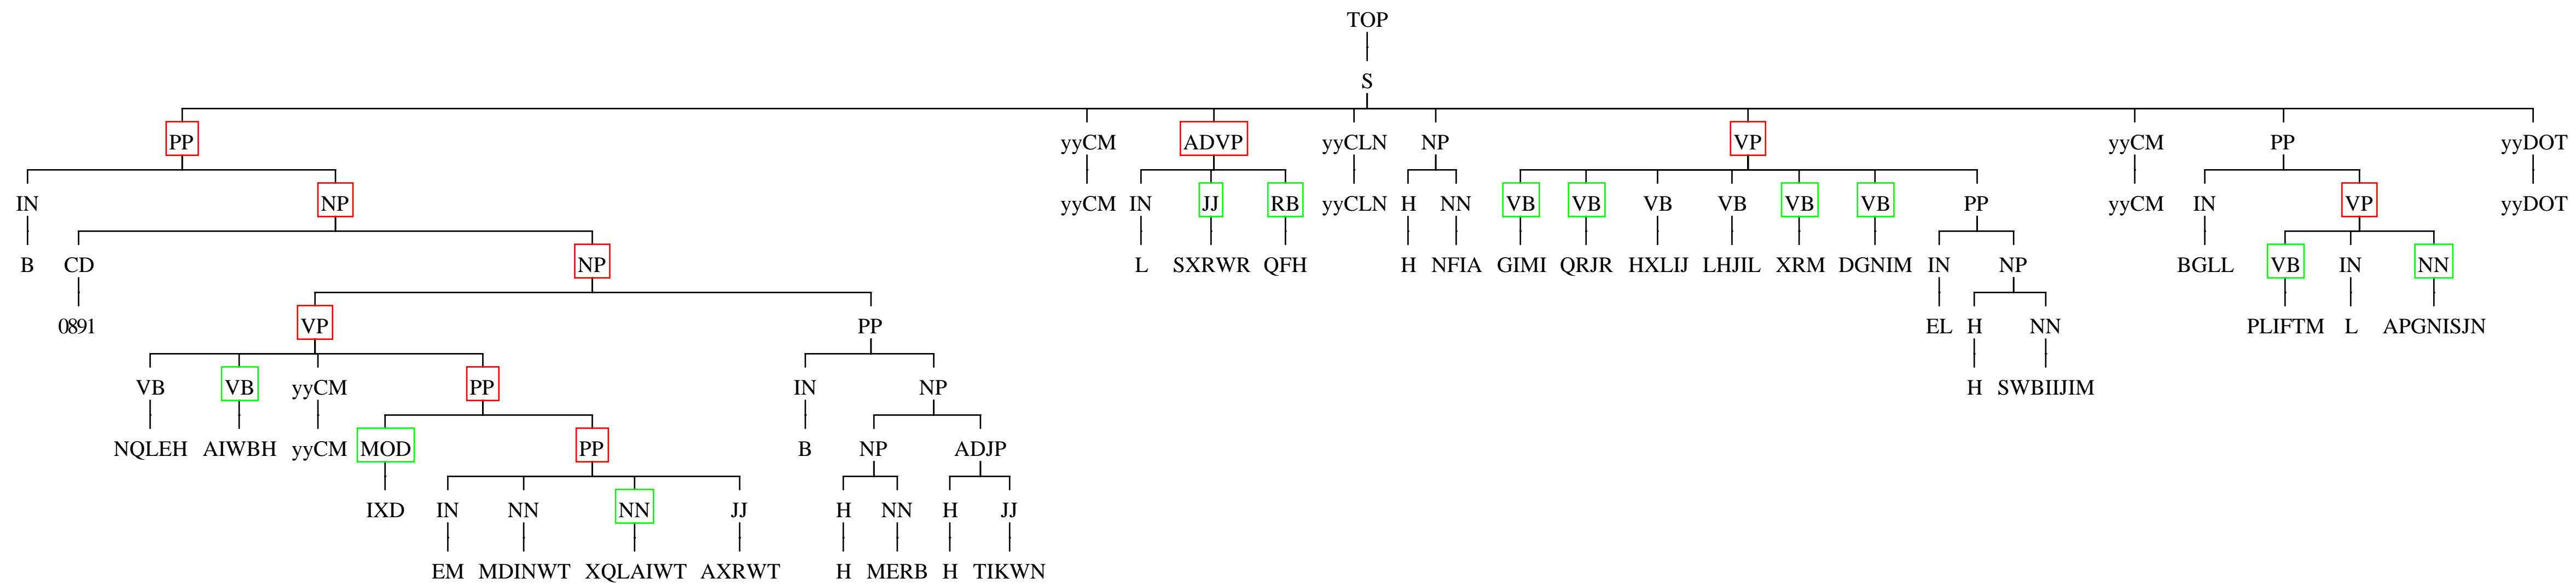 TOP
S
PP yyCM ADVP yyCLN NP VP yyCM PP yyDOT
IN NP yyCM IN JJ RB yyCLN H NN VB VB VB VB VB VB PP yyCM IN VP yyDOT
B CD NP L SXRWR QFH H NFIA GIMI QRJR HXLIJ LHJIL XRM DGNIM IN NP BGLL VB IN NN
0891 VP PP EL H NN PLIFTM L APGNISJN
VB VB yyCM PP IN NP H SWBIIJIM
NQLEH AIWBH yyCM MOD PP B NP ADJP
IXD IN NN NN JJ H NN H JJ
EM MDINWT XQLAIWT AXRWT H MERB H TIKWN